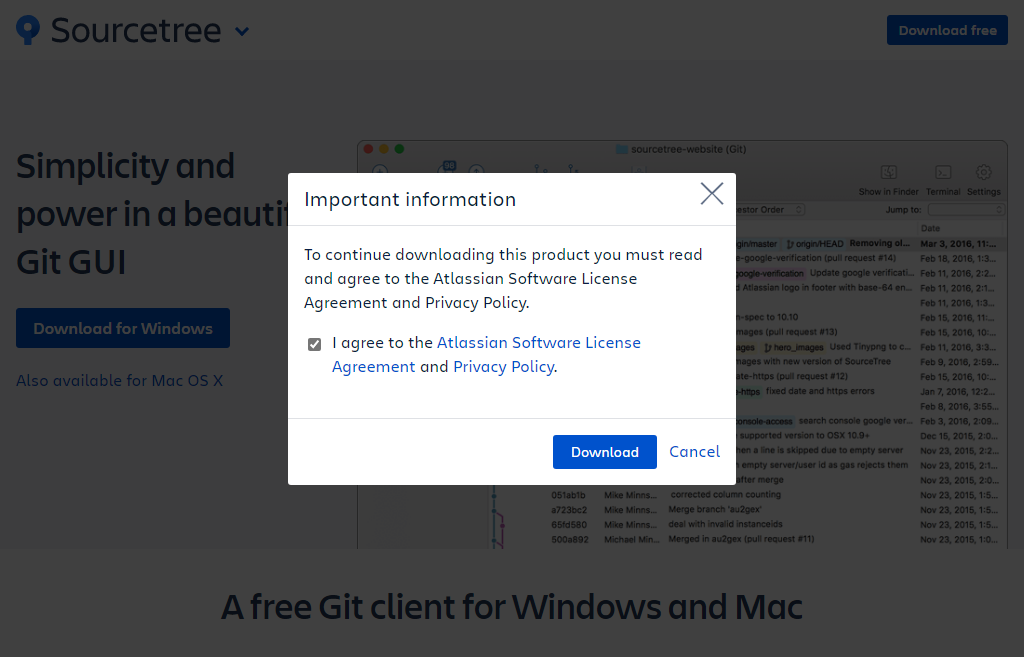 Sourcetree
Download free
Simplicity and
power in a beautif
Git GUI
Download for Windows
Also available for Mac OS X
sourcetree-website (Git)
98
Show in Finder Terminal Settings
estor Order Jump to:
Date
gin/master origin/HEAD Removing ol... Mar 3, 2016, 11:...
google-verification (pull request #14) Feb 18, 2016, 1:3...
google-verification Update google verificati... Feb 11, 2016, 2:2...
Atlassian logo in footer with base-64 en... Feb 11, 2016, 2:1...
Feb 11, 2016, 1:3...
-spec to 10.10 Feb 15, 2016, 11:...
mages (pull request #13) Feb 15, 2016, 10:...
ages hero_images Used Tinypng to c... Feb 11, 2016, 3:3...
mages with new version of SourceTree Feb 9, 2016, 2:59...
ate-https (pull request #12) Feb 15, 2016, 10:...
-https fixed date and https errors Jan 7, 2016, 12:2...
Feb 8, 2016, 3:55...
onsole-access search console google ver... Feb 3, 2016, 2:09...
supported version to OSX 10.9+ Dec 15, 2015, 2:0...
hen a line is skipped due to empty server Nov 23, 2015, 2:2...
empty server/user id as gas rejects them Nov 23, 2015, 2:1...
after merge Nov 23, 2015, 2:0...
051ab1b Mike Minns... corrected column counting Nov 23, 2015, 1:5...
a723bc2 Mike Minns... Merge branch 'au2gex' Nov 23, 2015, 1:5...
65fd580 Mike Minns... deal with invalid instanceids Nov 23, 2015, 1:5...
500a892 Michael Min... Merged in au2gex (pull request #11) Nov 23, 2015, 1:0...
Important information
To continue downloading this product you must read
and agree to the Atlassian Software License
Agreement and Privacy Policy.
I agree to the Atlassian Software License
Agreement and Privacy Policy.
Download Cancel
A free Git client for Windows and Mac